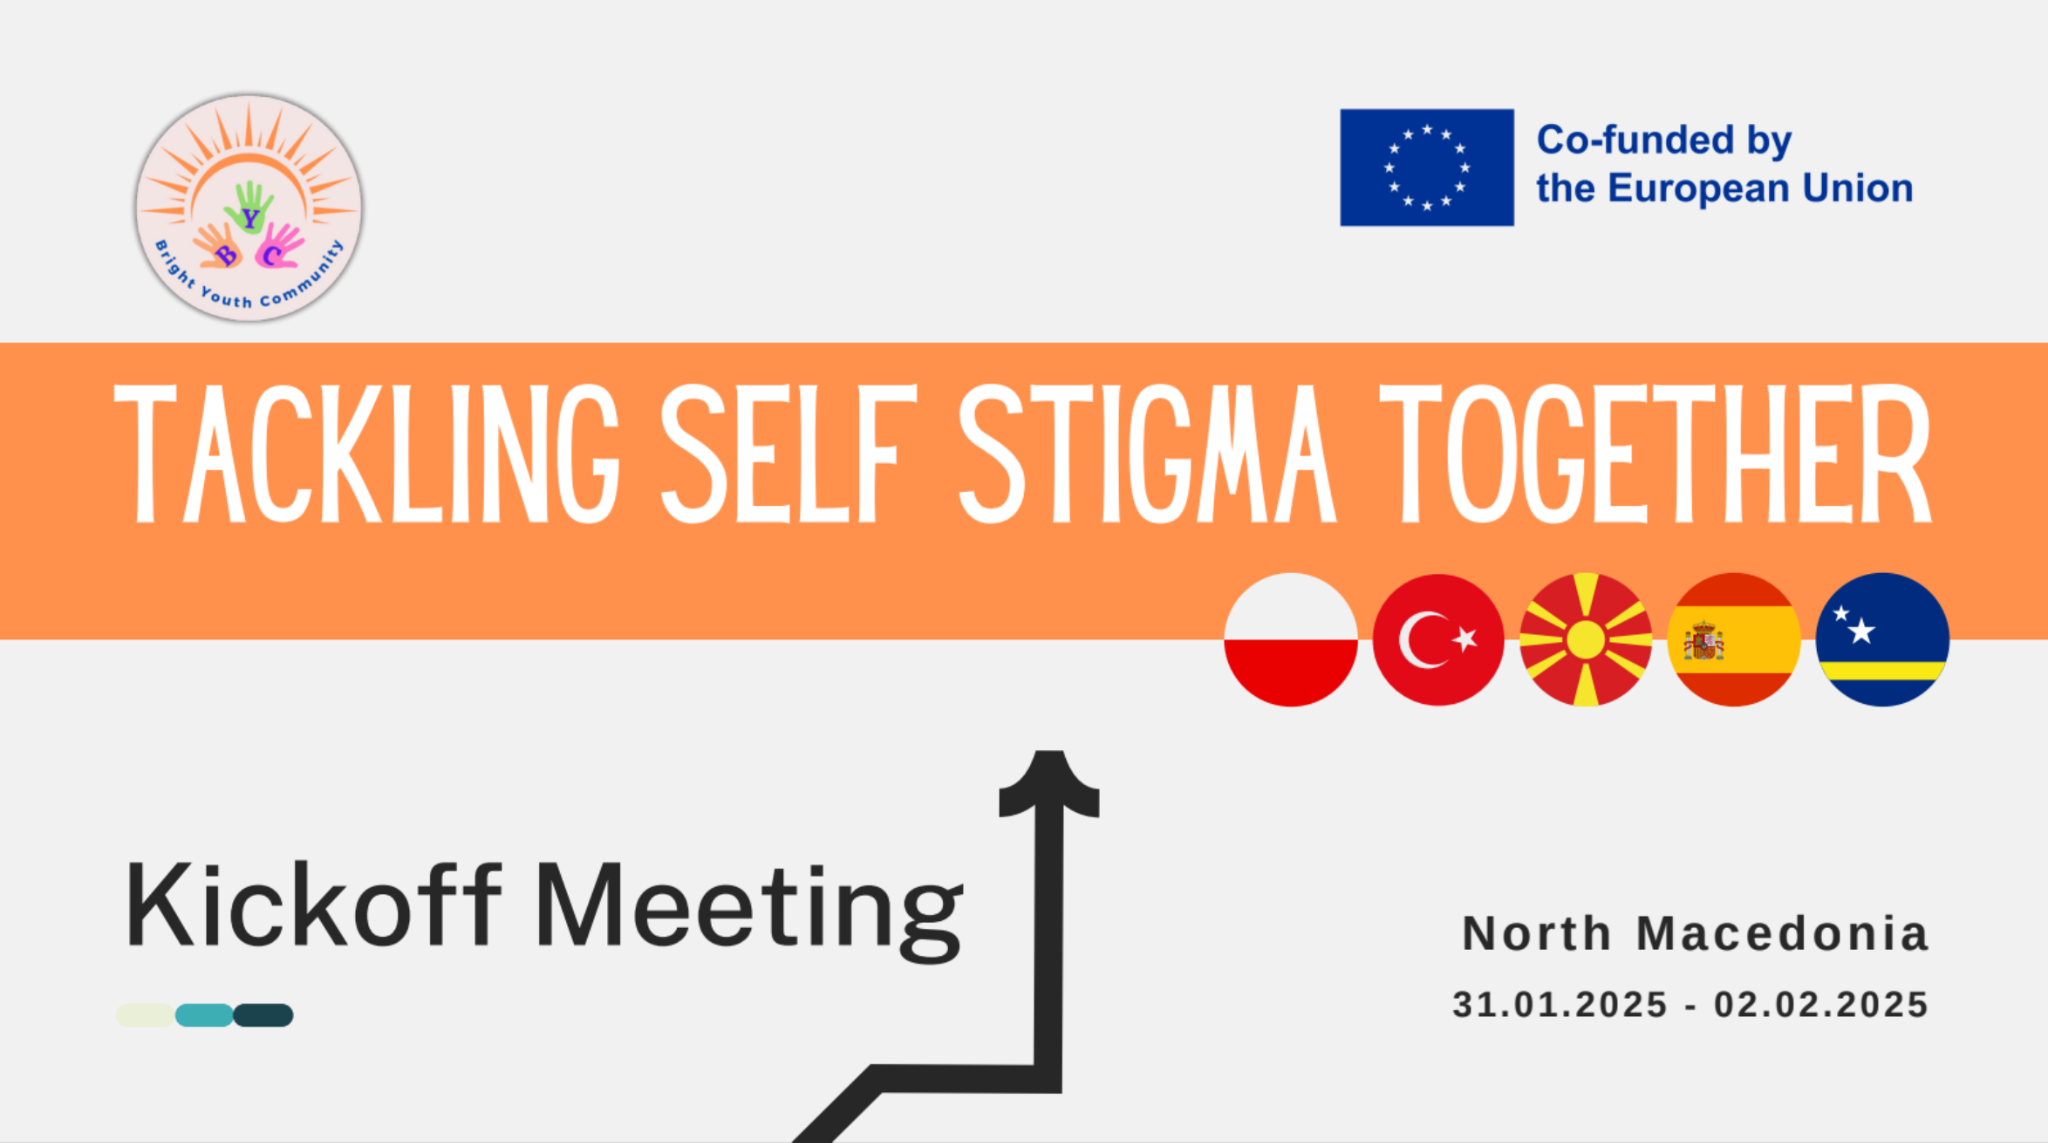 Y
B C
Bright Youth Community
Co-funded by
the European Union
TACKLING SELF STIGMA TOGETHER
Kickoff Meeting
North Macedonia
31.01.2025 - 02.02.2025